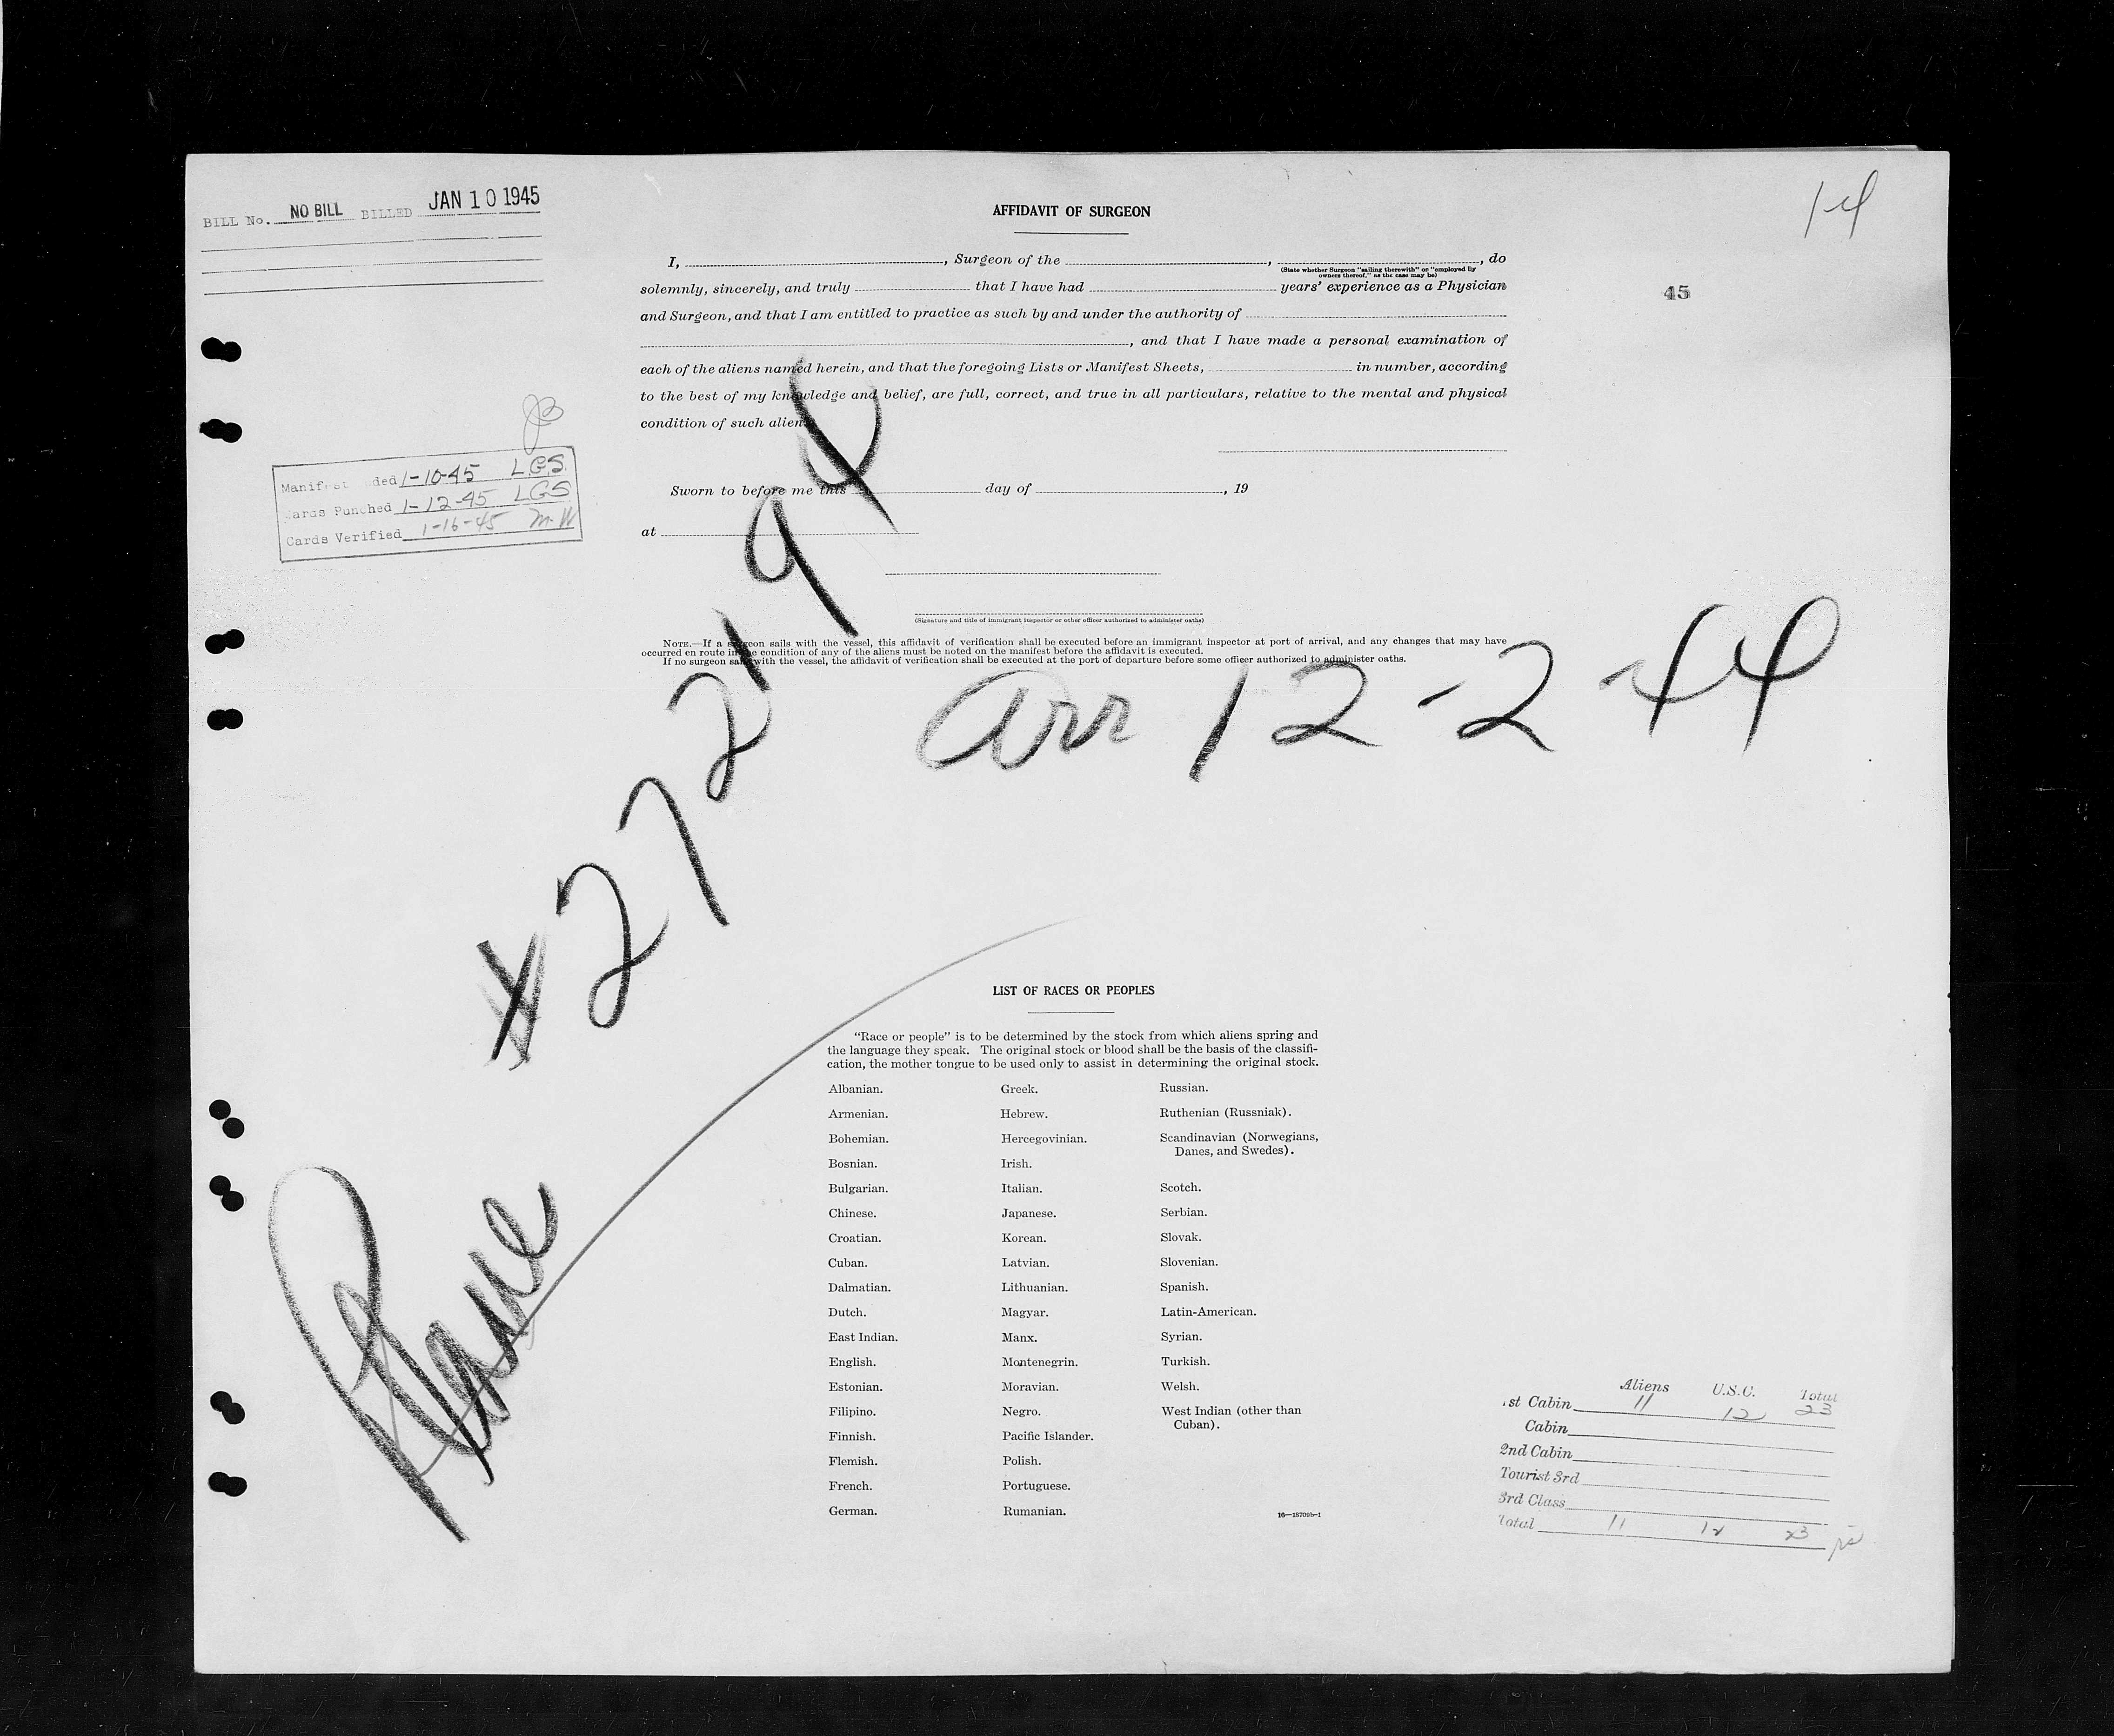 BILL No. NO BILL BILLED JAN 10 1945
14
45
AFFIDAVIT OF SURGEON
I, , Surgeon of the , , do
(State whether Surgeon "sailing therewith" or "employed by
owners thereof," as the case may be)
solemnly, sincerely, and truly that I have had years' experience as a Physician
and Surgeon, and that I am entitled to practice as such by and under the authority of
, and that I have made a personal examination of
each of the aliens named herein, and that the foregoing Lists or Manifest Sheets, in number, according
to the best of my knowledge and belief, are full, correct, and true in all particulars, relative to the mental and physical
condition of such aliens
Sworn to before me this day of , 19
at
(Signature and title of immigrant inspector or other officer authorized to administer oaths)
NOTE.—If a surgeon sails with the vessel, this affidavit of verification shall be executed before an immigrant inspector at port of arrival, and any changes that may have
occurred en route in the condition of any of the aliens must be noted on the manifest before the affidavit is executed.
If no surgeon sails with the vessel, the affidavit of verification shall be executed at the port of departure before some officer authorized to administer oaths.
Manifest ded 1-10-45 L.G.S.
ards Punched 1-12-45 LGS
Cards Verified 1-16-45 M.W
#272194
arr 12-2-44
Plane
LIST OF RACES OR PEOPLES
"Race or people" is to be determined by the stock from which aliens spring and
the language they speak. The original stock or blood shall be the basis of the classifi-
cation, the mother tongue to be used only to assist in determining the original stock.
Albanian.
Armenian.
Bohemian.
Bosnian.
Bulgarian.
Chinese.
Croatian.
Cuban.
Dalmatian.
Dutch.
East Indian.
English.
Estonian.
Filipino.
Finnish.
Flemish.
French.
German.
Greek.
Hebrew.
Hercegovinian.
Irish.
Italian.
Japanese.
Korean.
Latvian.
Lithuanian.
Magyar.
Manx.
Montenegrin.
Moravian.
Negro.
Pacific Islander.
Polish.
Portuguese.
Rumanian.
Russian.
Ruthenian (Russniak).
Scandinavian (Norwegians,
Danes, and Swedes).
Scotch.
Serbian.
Slovak.
Slovenian.
Spanish.
Latin-American.
Syrian.
Turkish.
Welsh.
West Indian (other than
Cuban).
16—18709b-1
Aliens U.S.C. Total
1st Cabin 11 12 23
Cabin
2nd Cabin
Tourist 3rd
3rd Class
Total 11 12 23